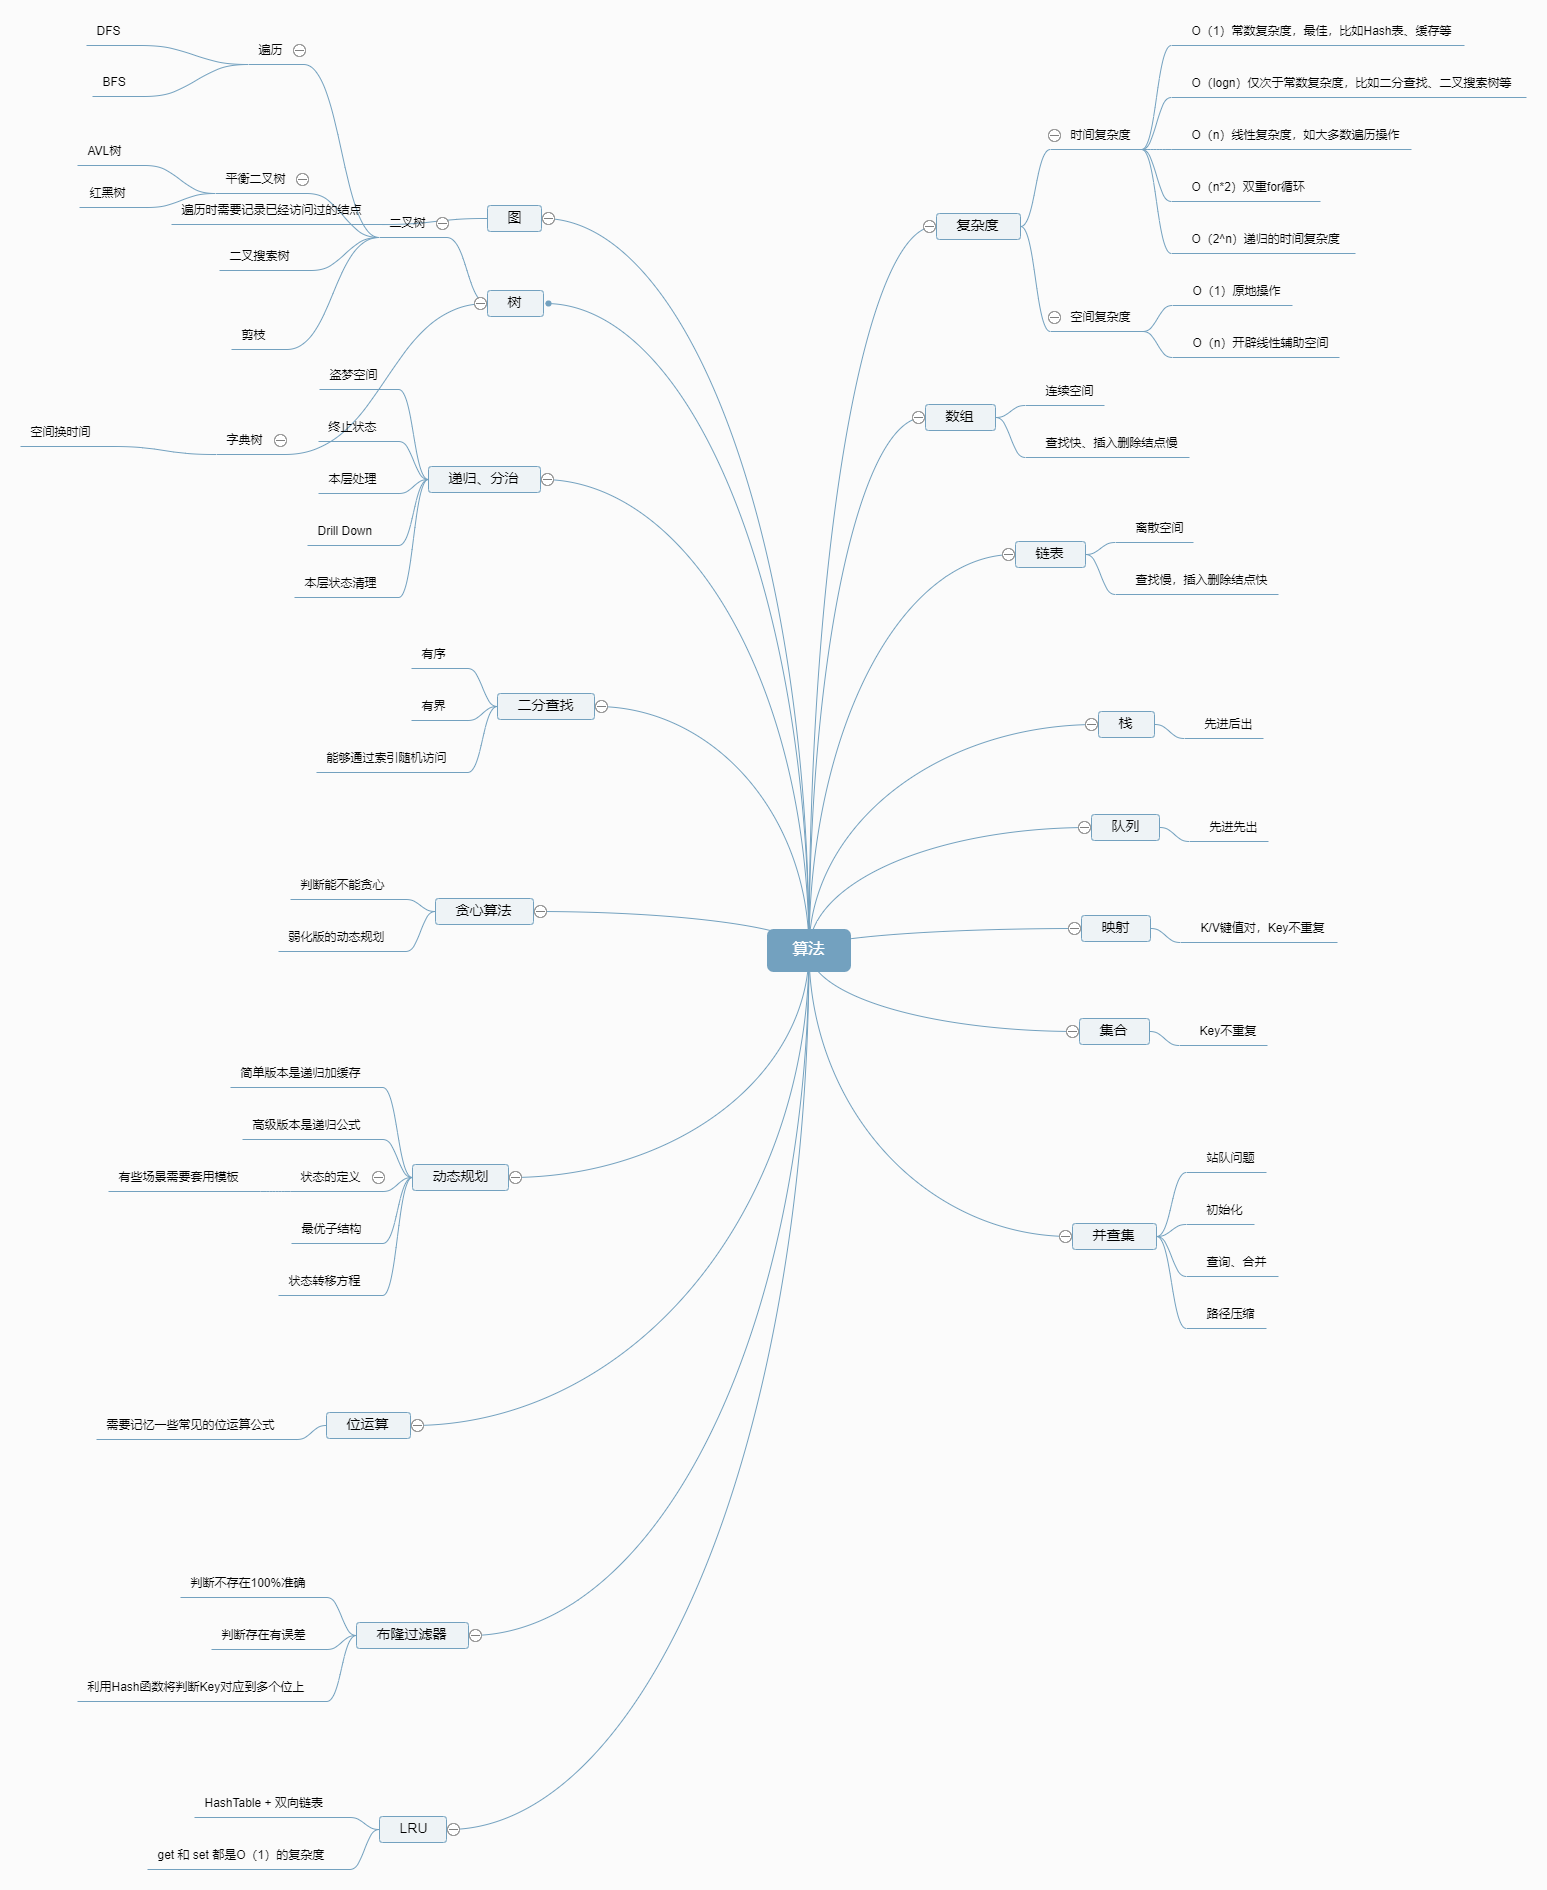 算法
复杂度
时间复杂度
O（1）常数复杂度，最佳，比如Hash表、缓存等
O（logn）仅次于常数复杂度，比如二分查找、二叉搜索树等
O（n）线性复杂度，如大多数遍历操作
O（n*2）双重for循环
O（2^n）递归的时间复杂度
空间复杂度
O（1）原地操作
O（n）开辟线性辅助空间
数组
连续空间
查找快、插入删除结点慢
链表
离散空间
查找慢，插入删除结点快
栈
先进后出
队列
先进先出
映射
K/V键值对，Key不重复
集合
Key不重复
并查集
站队问题
初始化
查询、合并
路径压缩
图
遍历时需要记录已经访问过的结点
树
二叉树
遍历
DFS
BFS
平衡二叉树
AVL树
红黑树
二叉搜索树
剪枝
字典树
空间换时间
递归、分治
盗梦空间
终止状态
本层处理
Drill Down
本层状态清理
二分查找
有序
有界
能够通过索引随机访问
贪心算法
判断能不能贪心
弱化版的动态规划
动态规划
简单版本是递归加缓存
高级版本是递归公式
状态的定义
有些场景需要套用模板
最优子结构
状态转移方程
位运算
需要记忆一些常见的位运算公式
布隆过滤器
判断不存在100%准确
判断存在有误差
利用Hash函数将判断Key对应到多个位上
LRU
HashTable + 双向链表
get 和 set 都是O（1）的复杂度